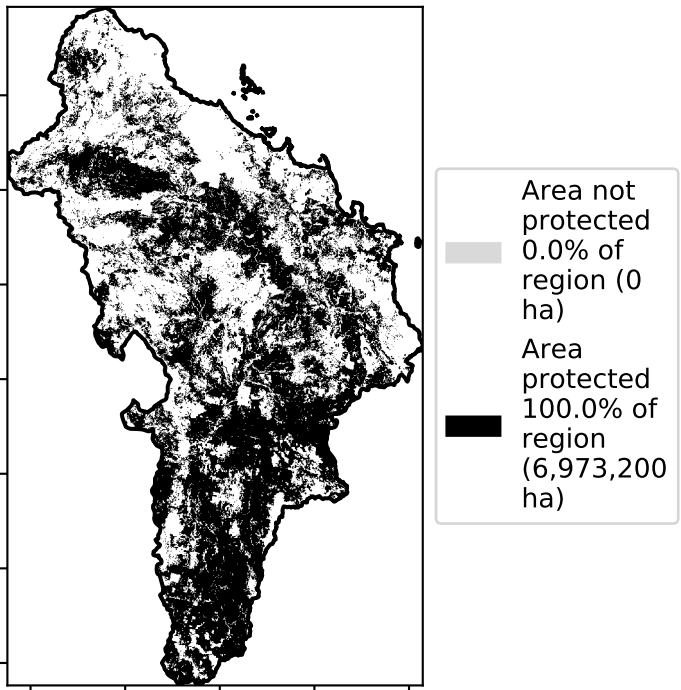 Area not
protected
0.0% of
region (0
ha)
Area
protected
100.0% of
region
(6,973,200
ha)